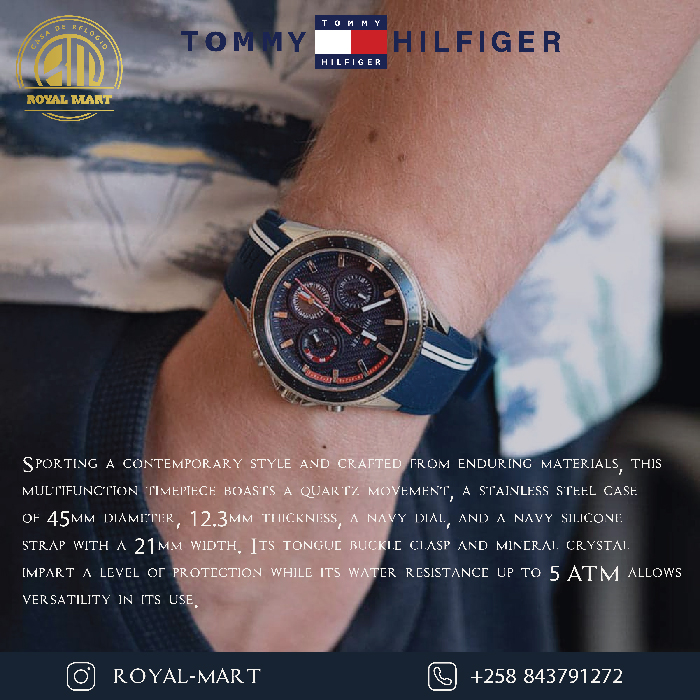 CASA DE RELOGIO
ROYAL MART
TOMMY HILFIGER
TOMMY
HILFIGER
Sporting a contemporary style and crafted from enduring materials, this
multifunction timepiece boasts a quartz movement, a stainless steel case
of 45mm diameter, 12.3mm thickness, a navy dial, and a navy silicone
strap with a 21mm width. Its tongue buckle clasp and mineral crystal
impart a level of protection while its water resistance up to 5 ATM allows
versatility in its use.
ROYAL-MART
+258 843791272